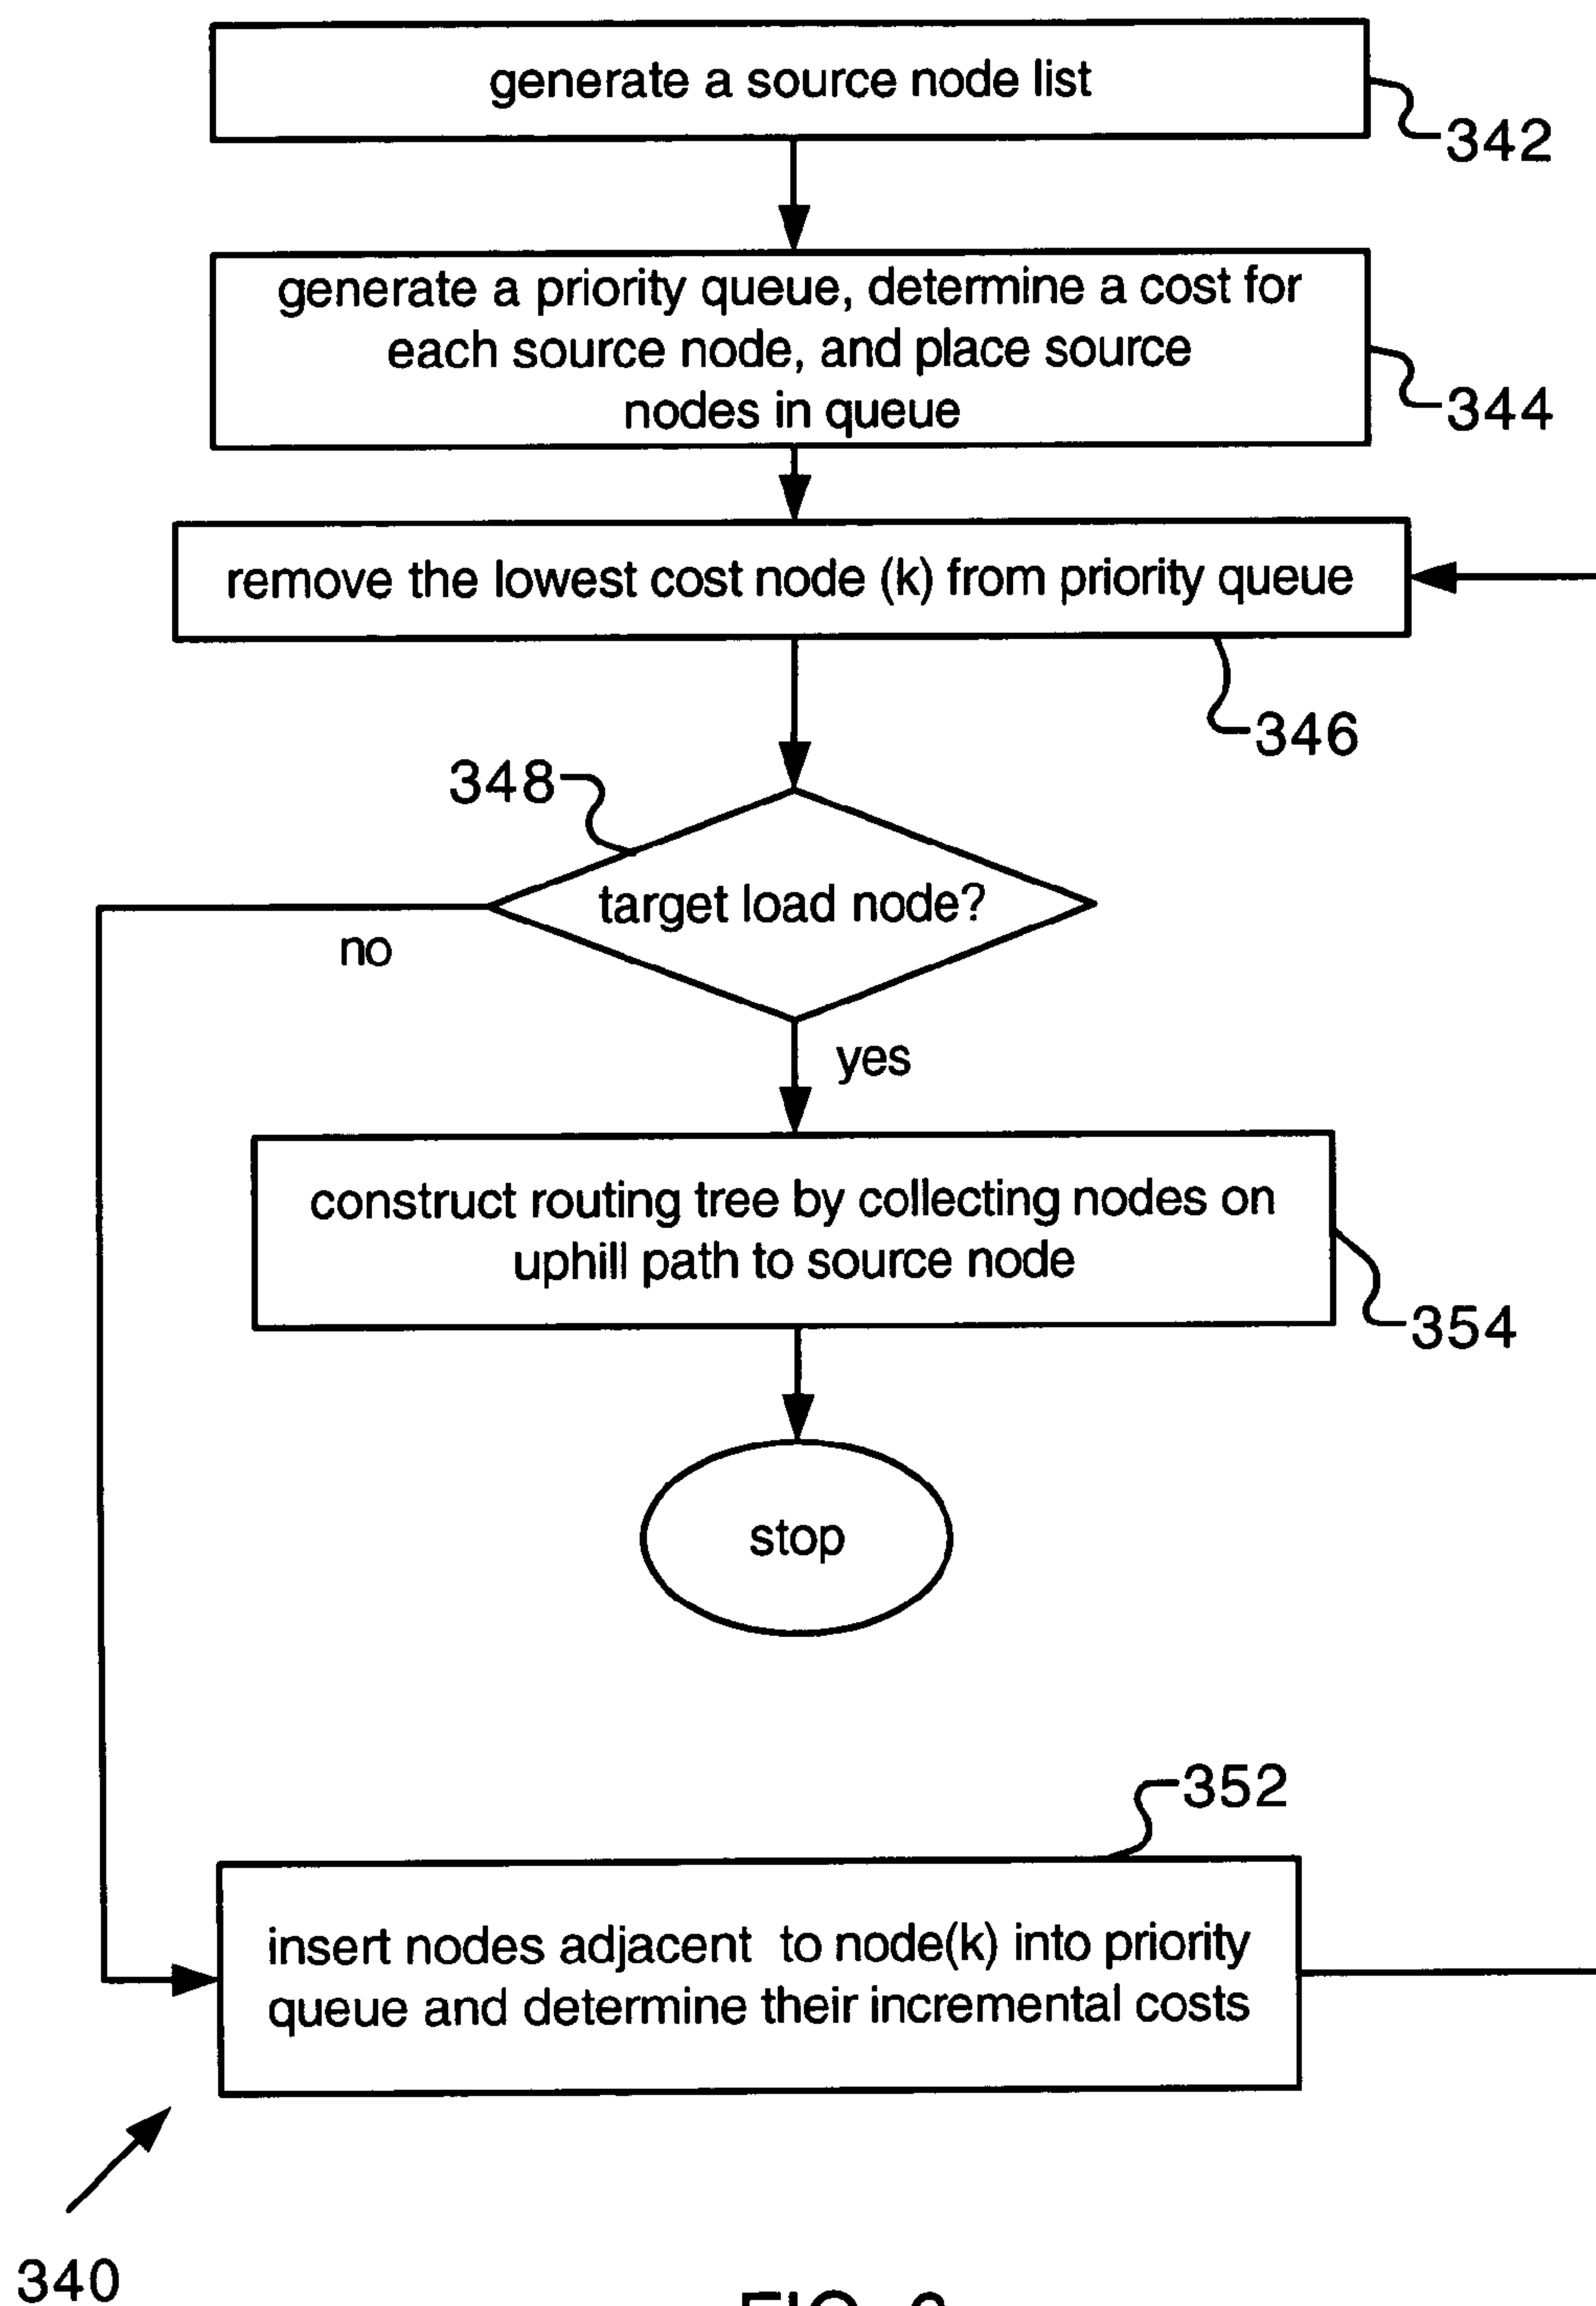 generate a source node list
342
generate a priority queue, determine a cost for
each source node, and place source
nodes in queue
344
remove the lowest cost node (k) from priority queue
346
348
target load node?
no
yes
construct routing tree by collecting nodes on
uphill path to source node
354
stop
352
insert nodes adjacent to node(k) into priority
queue and determine their incremental costs
340
FIG.